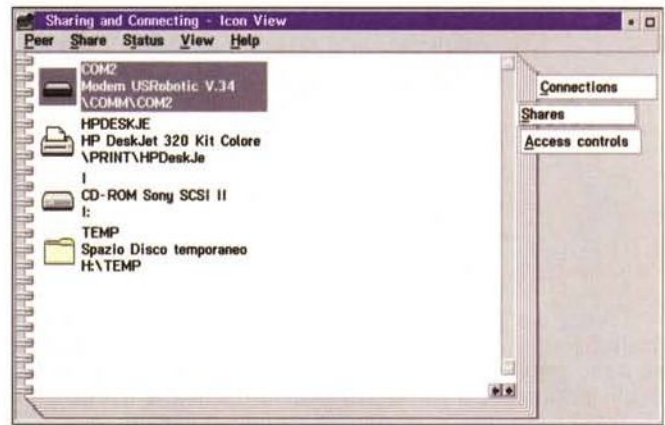 Sharing and Connecting - Icon View
Peer Share Status View Help
COM2
Modem USRobotic V.34
\COMM\COM2
HPDESKJE
HP DeskJet 320 Kit Colore
\PRINT\HPDeskJe
I
CD-ROM Sony SCSI II
I:
TEMP
Spazio Disco temporaneo
H:\TEMP
Connections
Shares
Access controls